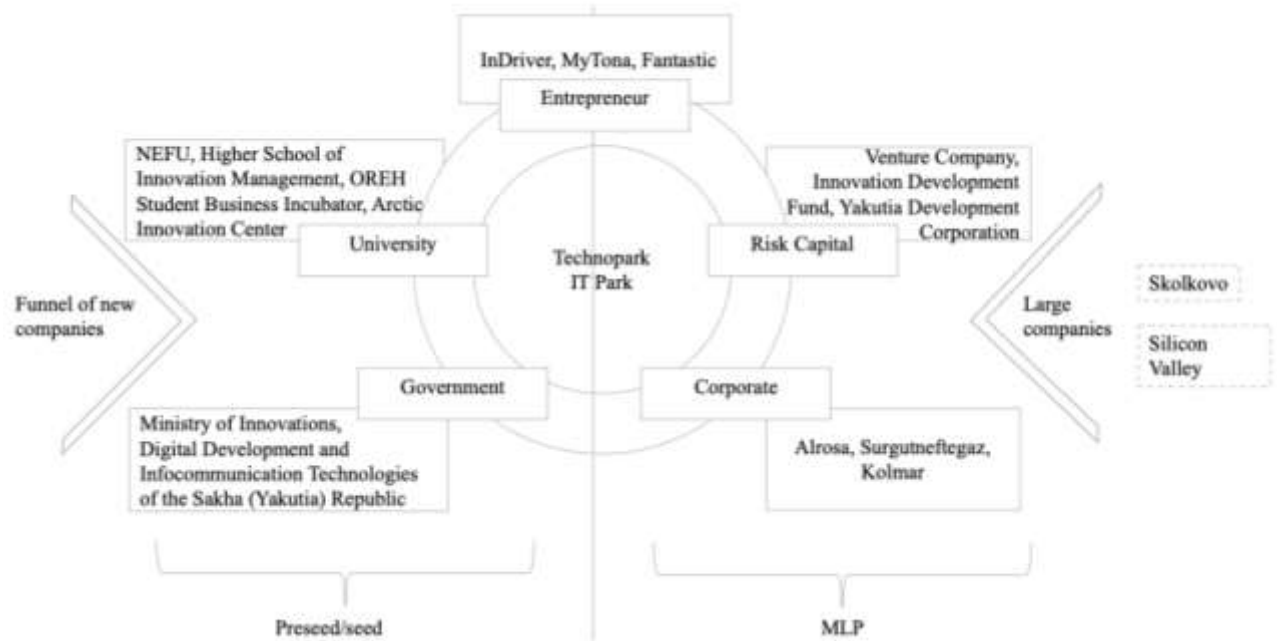 InDriver, MyTona, Fantastic
Entrepreneur
NEFU, Higher School of
Innovation Management, OREH
Student Business Incubator, Arctic
Innovation Center
University
Venture Company,
Innovation Development
Fund, Yakutia Development
Corporation
Risk Capital
Technopark
IT Park
Funnel of new
companies
Large
companies
Skolkovo
Silicon
Valley
Government
Ministry of Innovations,
Digital Development and
Infocommunication Technologies
of the Sakha (Yakutia) Republic
Corporate
Alrosa, Surgutneftegaz,
Kolmar
Preseed/seed
MLP